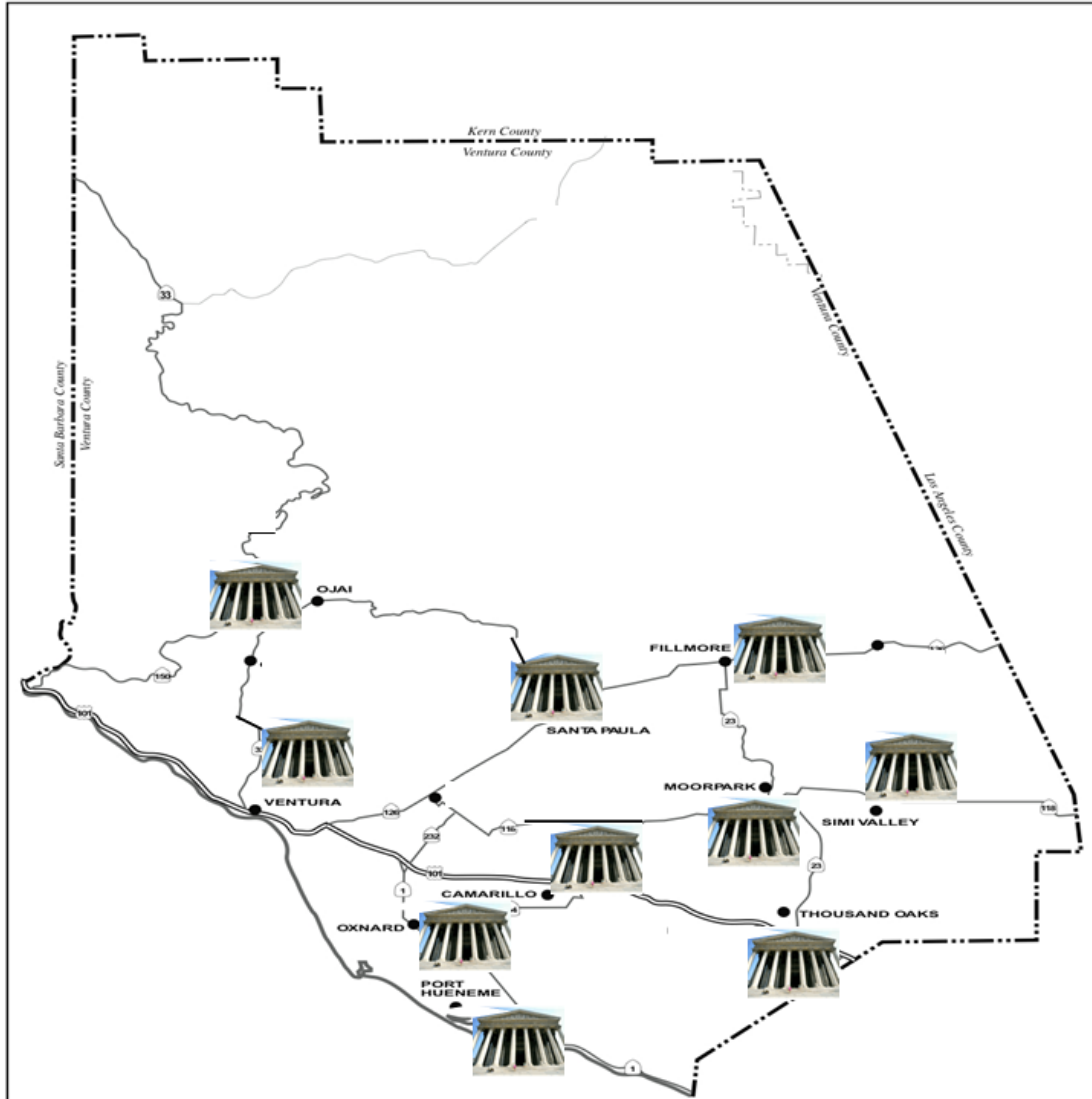 Kern County
Ventura County
Ventura County
33
Santa Barbara County
Ventura County
Los Angeles County
OJAI
FILLMORE
150
101
23
SANTA PAULA
MOORPARK
VENTURA
126
118
SIMI VALLEY
232
23
101
1
CAMARILLO
OXNARD
THOUSAND OAKS
PORT
HUENEME
1